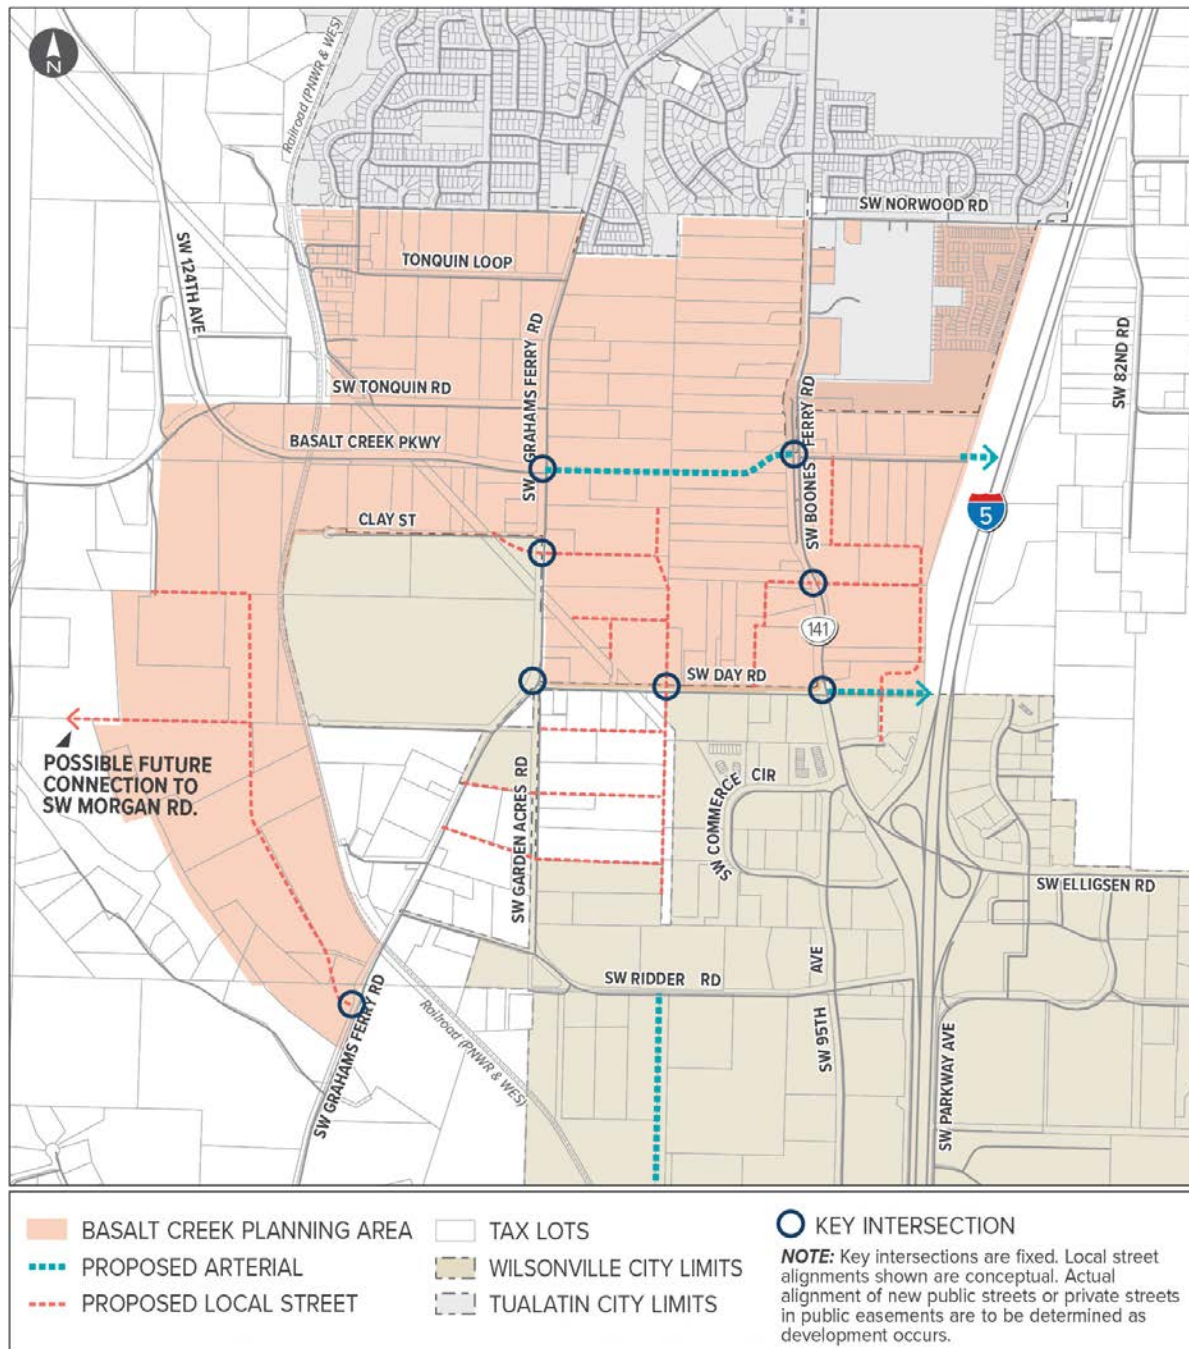 N
Railroad (PNWR & WES)
SW NORWOOD RD
SW 124TH AVE
TONQUIN LOOP
SW GRAHAMS FERRY RD
SW 82ND RD
SW TONQUIN RD
BASALT CREEK PKWY
SW BOONES FERRY RD
5
CLAY ST
141
SW DAY RD
POSSIBLE FUTURE
CONNECTION TO
SW MORGAN RD.
SW GARDEN ACRES RD
SW COMMERCE CIR
SW ELLIGSEN RD
SW RIDDER RD
SW 95TH AVE
SW PARKWAY AVE
SW GRAHAMS FERRY RD
Railroad (PNWR & WES)
BASALT CREEK PLANNING AREA
PROPOSED ARTERIAL
PROPOSED LOCAL STREET
TAX LOTS
WILSONVILLE CITY LIMITS
TUALATIN CITY LIMITS
KEY INTERSECTION
NOTE: Key intersections are fixed. Local street
alignments shown are conceptual. Actual
alignment of new public streets or private streets
in public easements are to be determined as
development occurs.